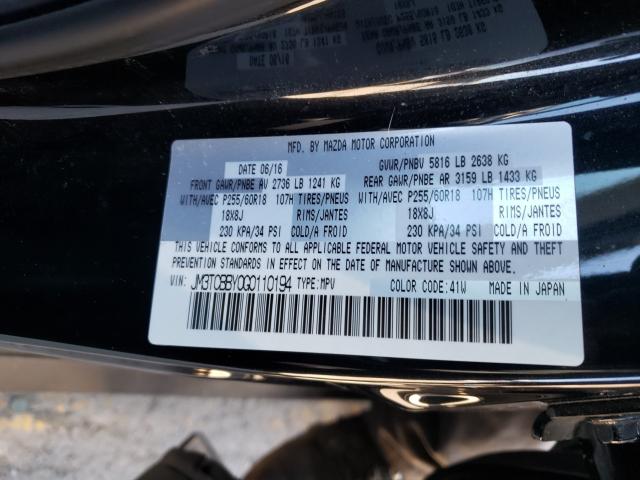 MFD. BY MAZDA MOTOR CORPORATION
DATE 06/16 GVWR/PNBV 5816 LB 2638 KG
FRONT GAWR/PNBE AV 2736 LB 1241 KG REAR GAWR/PNBE AR 3159 LB 1433 KG
WITH/AVEC P255/60R18 107H TIRES/PNEUS WITH/AVEC P255/60R18 107H TIRES/PNEUS
18X8J RIMS/JANTES 18X8J RIMS/JANTES
230 KPA/34 PSI COLD/A FROID 230 KPA/34 PSI COLD/A FROID
THIS VEHICLE CONFORMS TO ALL APPLICABLE FEDERAL MOTOR VEHICLE SAFETY AND THEFT
PREVENTION STANDARDS IN EFFECT ON THE DATE OF MANUFACTURE SHOWN ABOVE.
VIN: JM3TC5BY0G0110194 TYPE:MPV COLOR CODE:41W MADE IN JAPAN